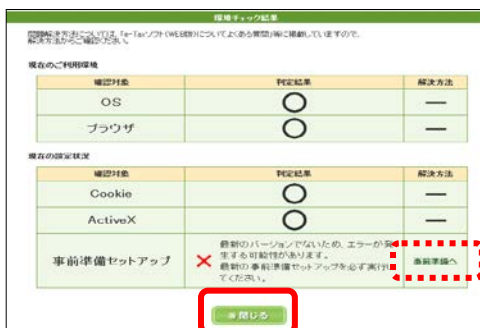 環境チェック結果
問題解決方法については、「e-Taxソフト(WEB版)についてよくある質問」等に掲載していますので、
解決方法からご確認ください。
現在のご利用環境
確認対象 判定結果 解決方法
OS ○ ―
ブラウザ ○ ―
現在の設定状況
確認対象 判定結果 解決方法
Cookie ○ ―
ActiveX ○ ―
最新のバージョンでないため、エラーが発
生する可能性があります。
事前準備セットアップ × 事前準備へ
最新の事前準備セットアップを必ず実行し
てください。
閉じる